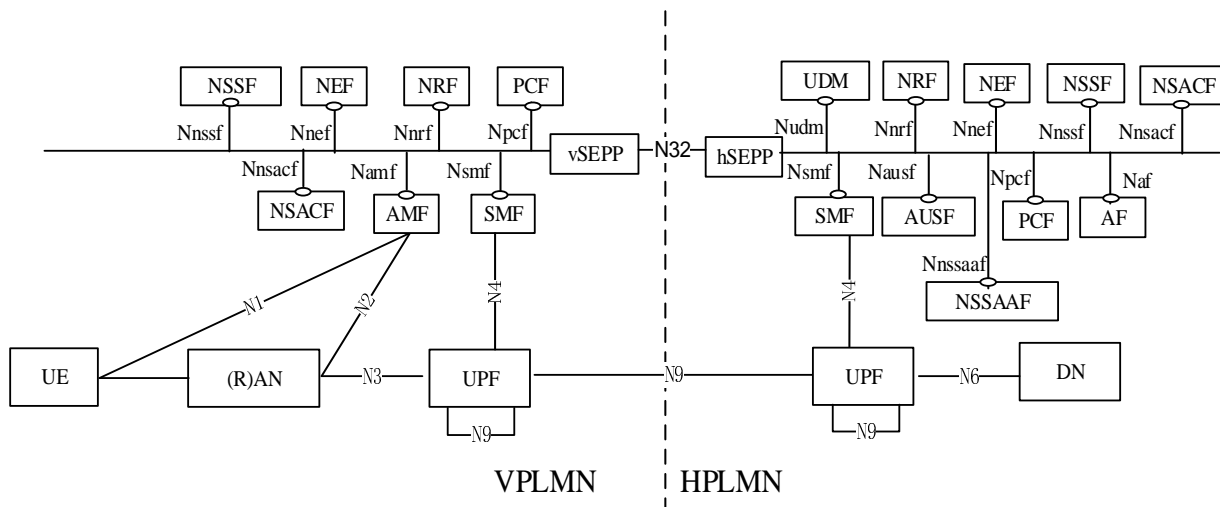 NSSF NEF NRF PCF UDM NRF NEF NSSF NSACF
Nnssf Nnef Nnrf Npcf Nudm Nnrf Nnef Nnssf Nnsacf
vSEPP N32 hSEPP
Nnsacf Namf Nsmf Nsmf Nausf Npcf Naf
NSACF AMF SMF SMF AUSF PCF AF
Nnssaaf
NSSAAF
N1 N2 N4 N4
UE (R)AN N3 UPF N9 UPF N6 DN
N9 N9
VPLMN HPLMN